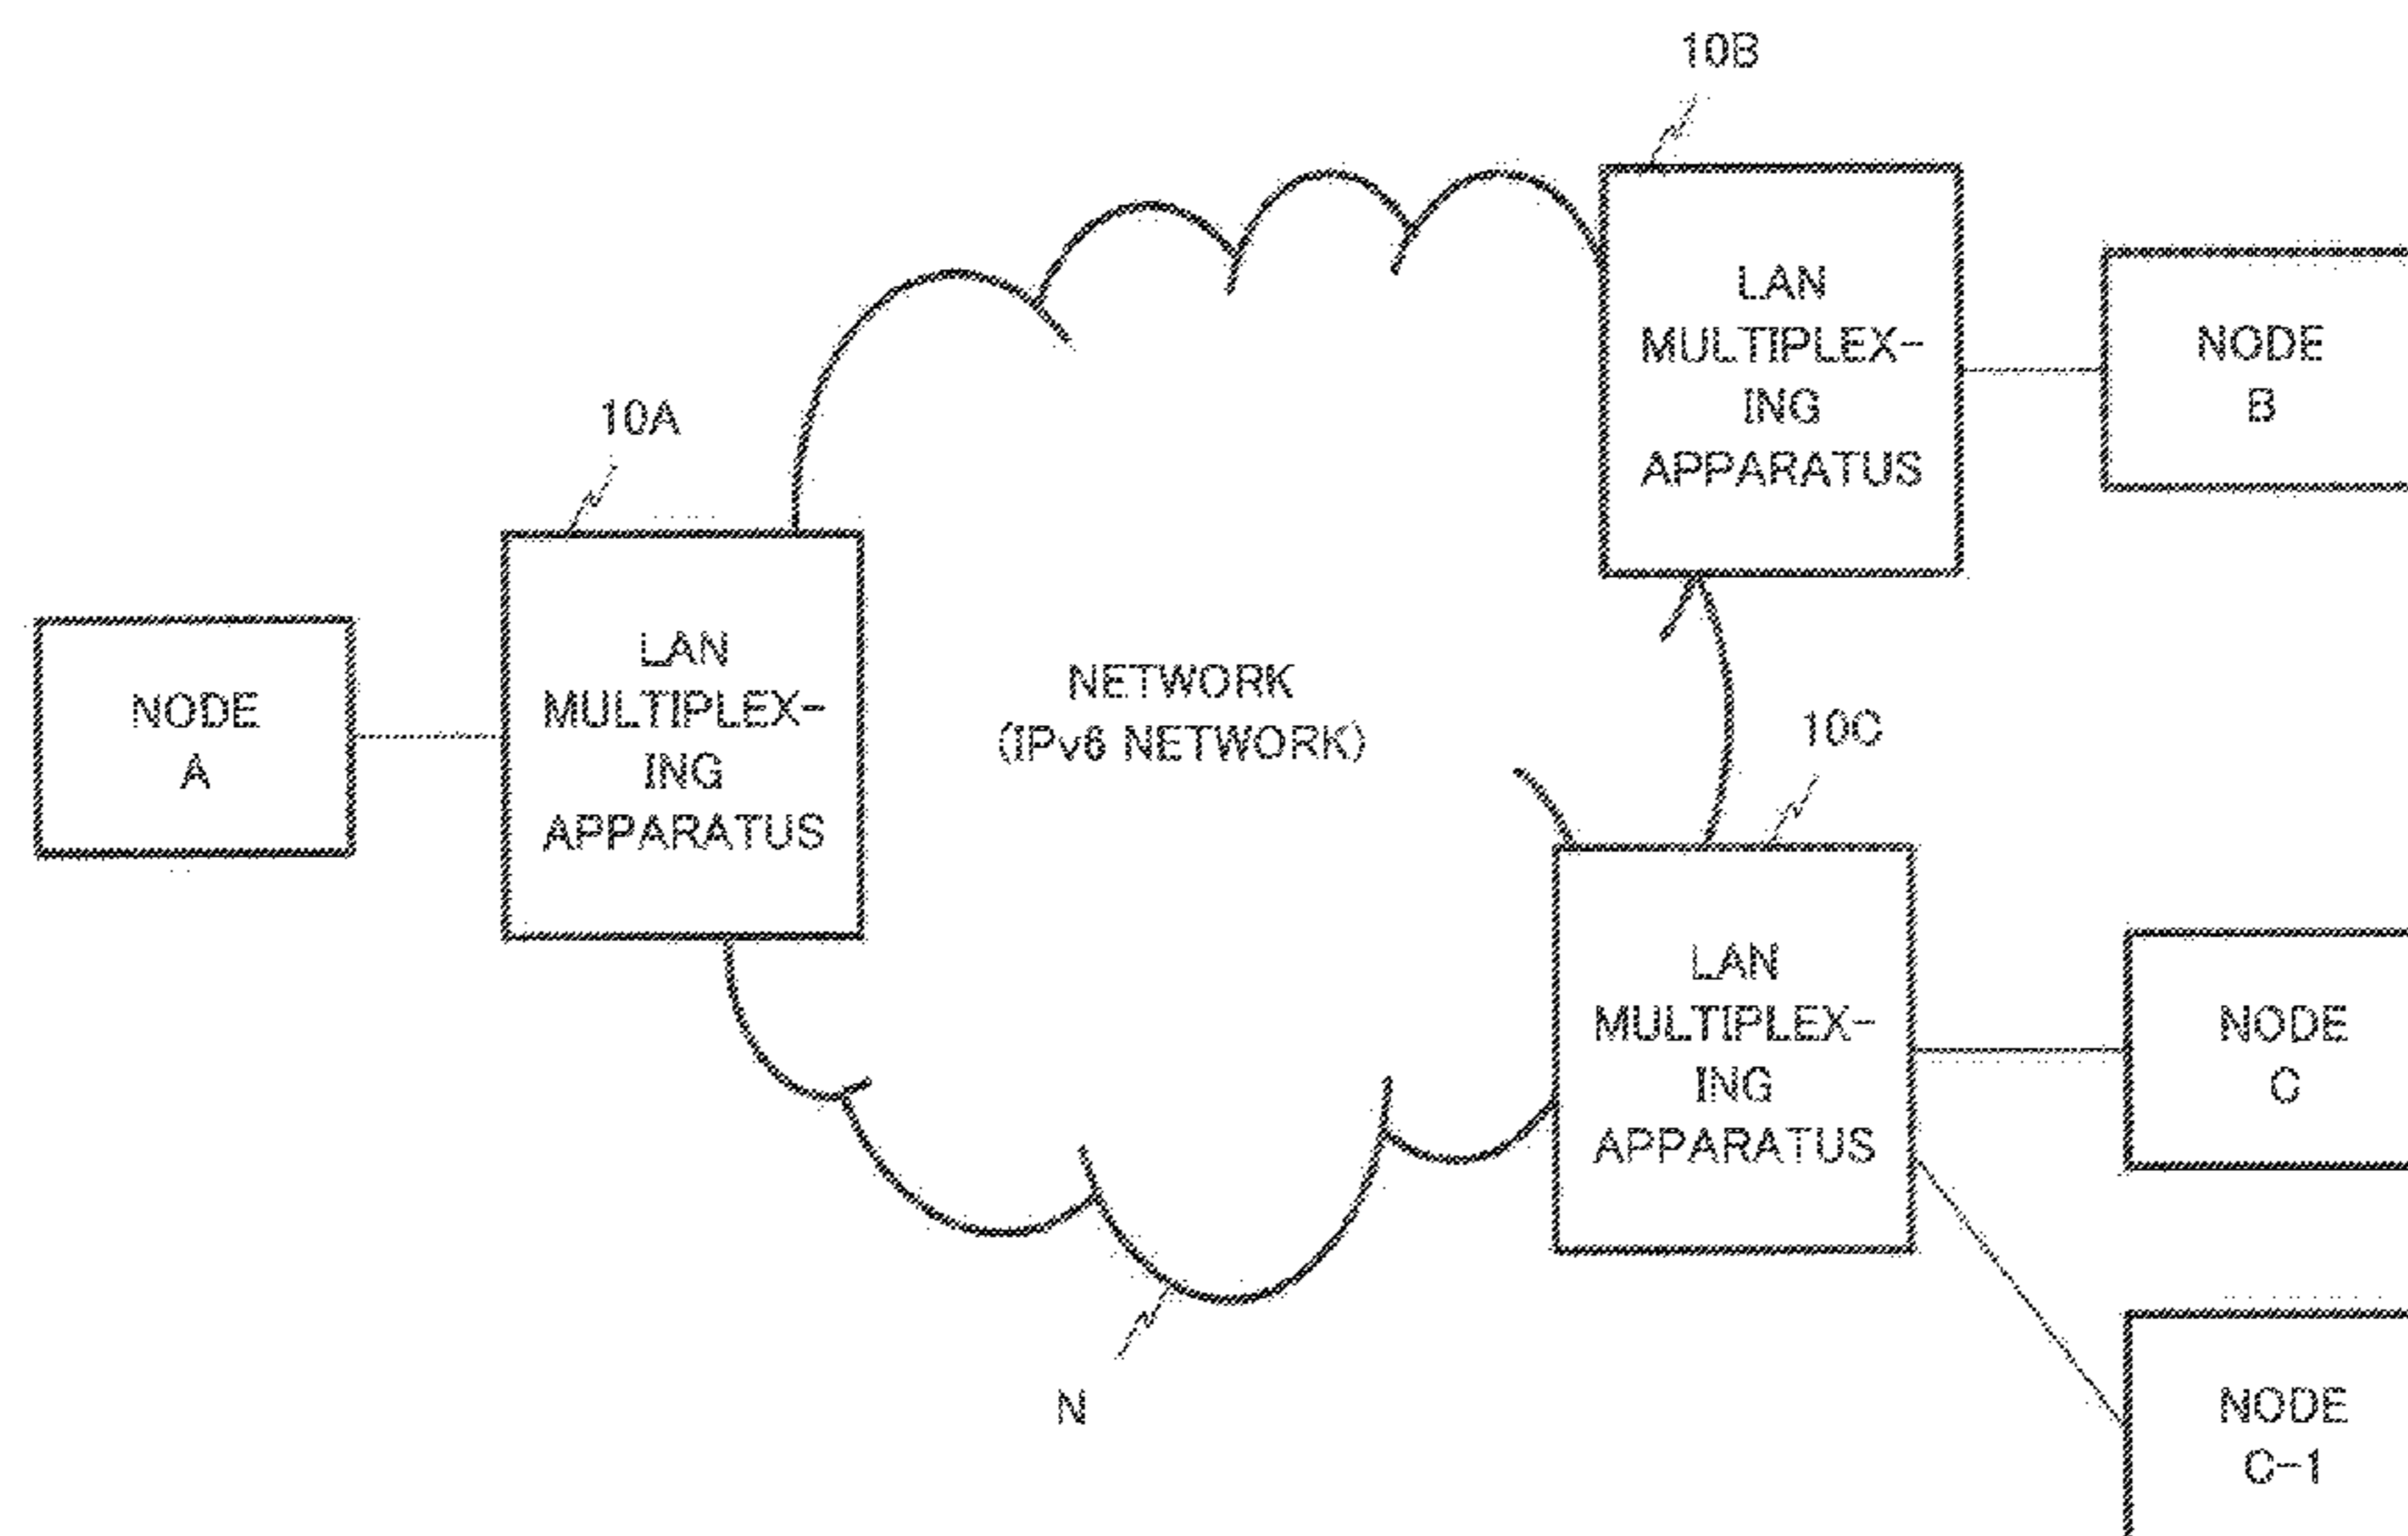 10B
LAN
MULTIPLEX-
ING
APPARATUS
NODE
B
10A
LAN
MULTIPLEX-
ING
APPARATUS
NODE
A
NETWORK
(IPv6 NETWORK)
10C
LAN
MULTIPLEX-
ING
APPARATUS
NODE
C
NODE
C-1
N